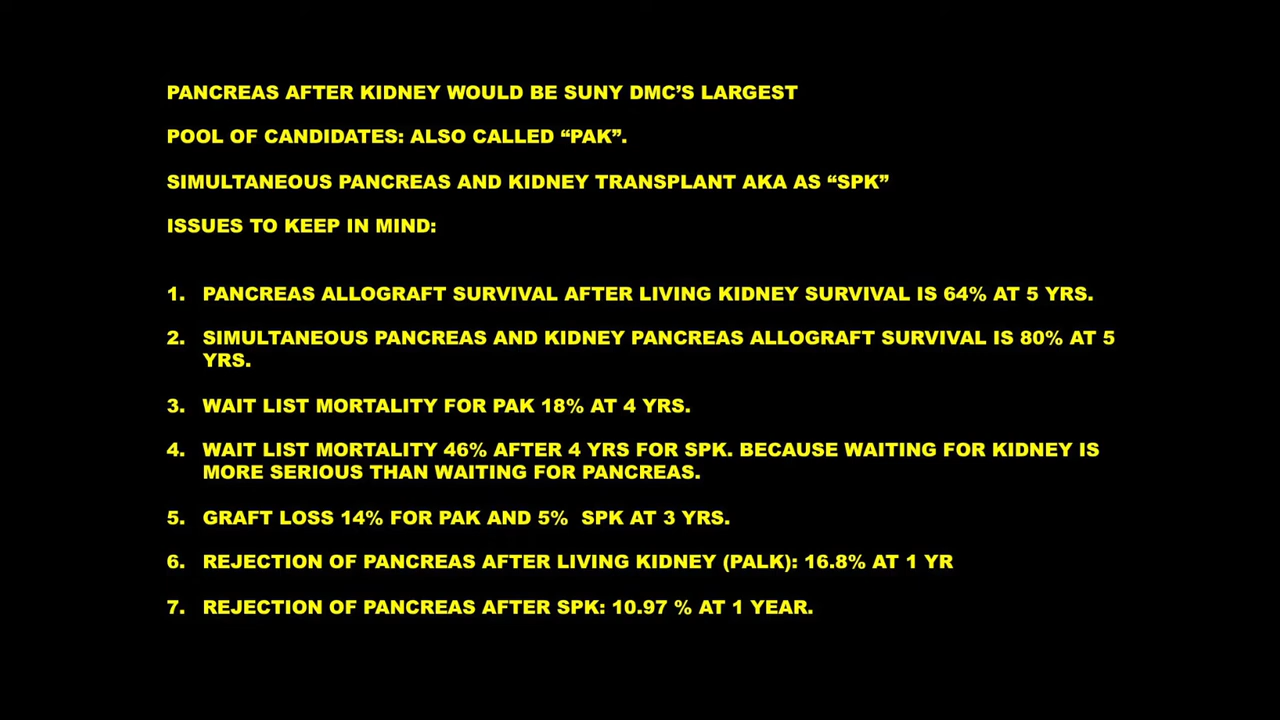 PANCREAS AFTER KIDNEY WOULD BE SUNY DMC’S LARGEST
POOL OF CANDIDATES: ALSO CALLED “PAK”.
SIMULTANEOUS PANCREAS AND KIDNEY TRANSPLANT AKA AS “SPK”
ISSUES TO KEEP IN MIND:
1. PANCREAS ALLOGRAFT SURVIVAL AFTER LIVING KIDNEY SURVIVAL IS 64% AT 5 YRS.
2. SIMULTANEOUS PANCREAS AND KIDNEY PANCREAS ALLOGRAFT SURVIVAL IS 80% AT 5
YRS.
3. WAIT LIST MORTALITY FOR PAK 18% AT 4 YRS.
4. WAIT LIST MORTALITY 46% AFTER 4 YRS FOR SPK. BECAUSE WAITING FOR KIDNEY IS
MORE SERIOUS THAN WAITING FOR PANCREAS.
5. GRAFT LOSS 14% FOR PAK AND 5%  SPK AT 3 YRS.
6. REJECTION OF PANCREAS AFTER LIVING KIDNEY (PALK): 16.8% AT 1 YR
7. REJECTION OF PANCREAS AFTER SPK: 10.97 % AT 1 YEAR.